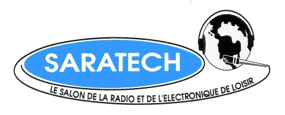 SARATECH
LE SALON DE LA RADIO ET DE L'ELECTRONIQUE DE LOISIR